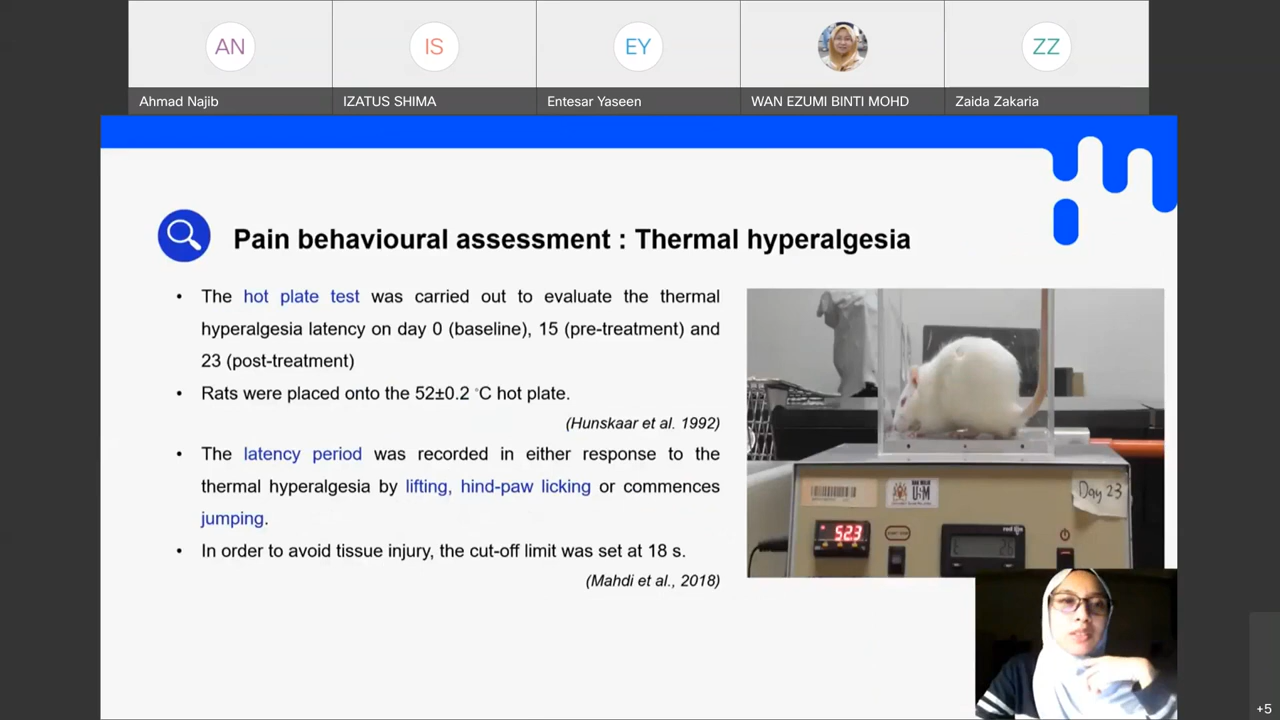 AN
IS
EY
ZZ
Ahmad Najib
IZATUS SHIMA
Entesar Yaseen
WAN EZUMI BINTI MOHD
Zaida Zakaria
Pain behavioural assessment : Thermal hyperalgesia
• The hot plate test was carried out to evaluate the thermal
hyperalgesia latency on day 0 (baseline), 15 (pre-treatment) and
23 (post-treatment)
• Rats were placed onto the 52±0.2 °C hot plate.
(Hunskaar et al. 1992)
• The latency period was recorded in either response to the
thermal hyperalgesia by lifting, hind-paw licking or commences
jumping.
• In order to avoid tissue injury, the cut-off limit was set at 18 s.
(Mahdi et al., 2018)
USM
Day 23
52.3
+5